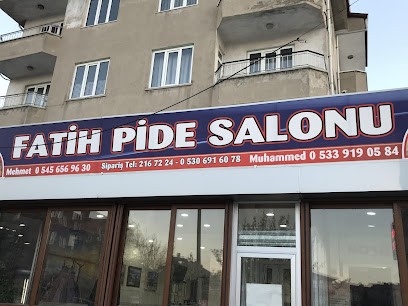 FATİH PİDE SALONU
Mehmet 0 545 656 96 30 Sipariş Tel: 216 72 24 - 0 530 691 60 78 Muhammed 0 533 919 05 84